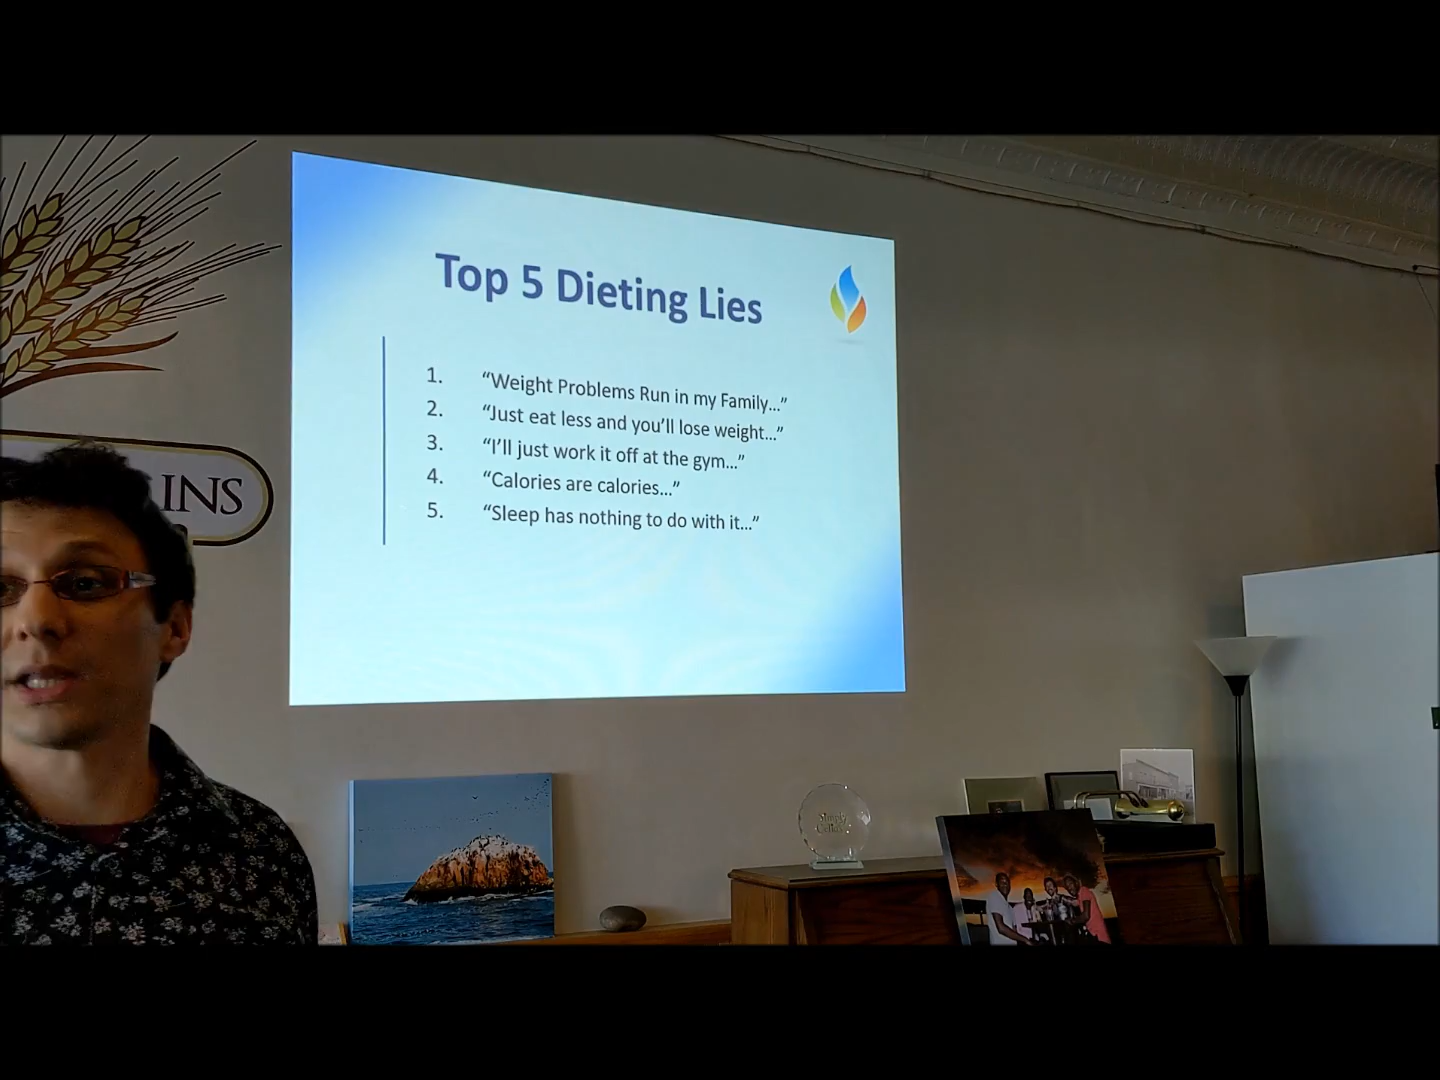 Top 5 Dieting Lies
1. “Weight Problems Run in my Family...”
2. “Just eat less and you’ll lose weight...”
3. “I’ll just work it off at the gym...”
4. “Calories are calories...”
5. “Sleep has nothing to do with it...”
INS
Simply